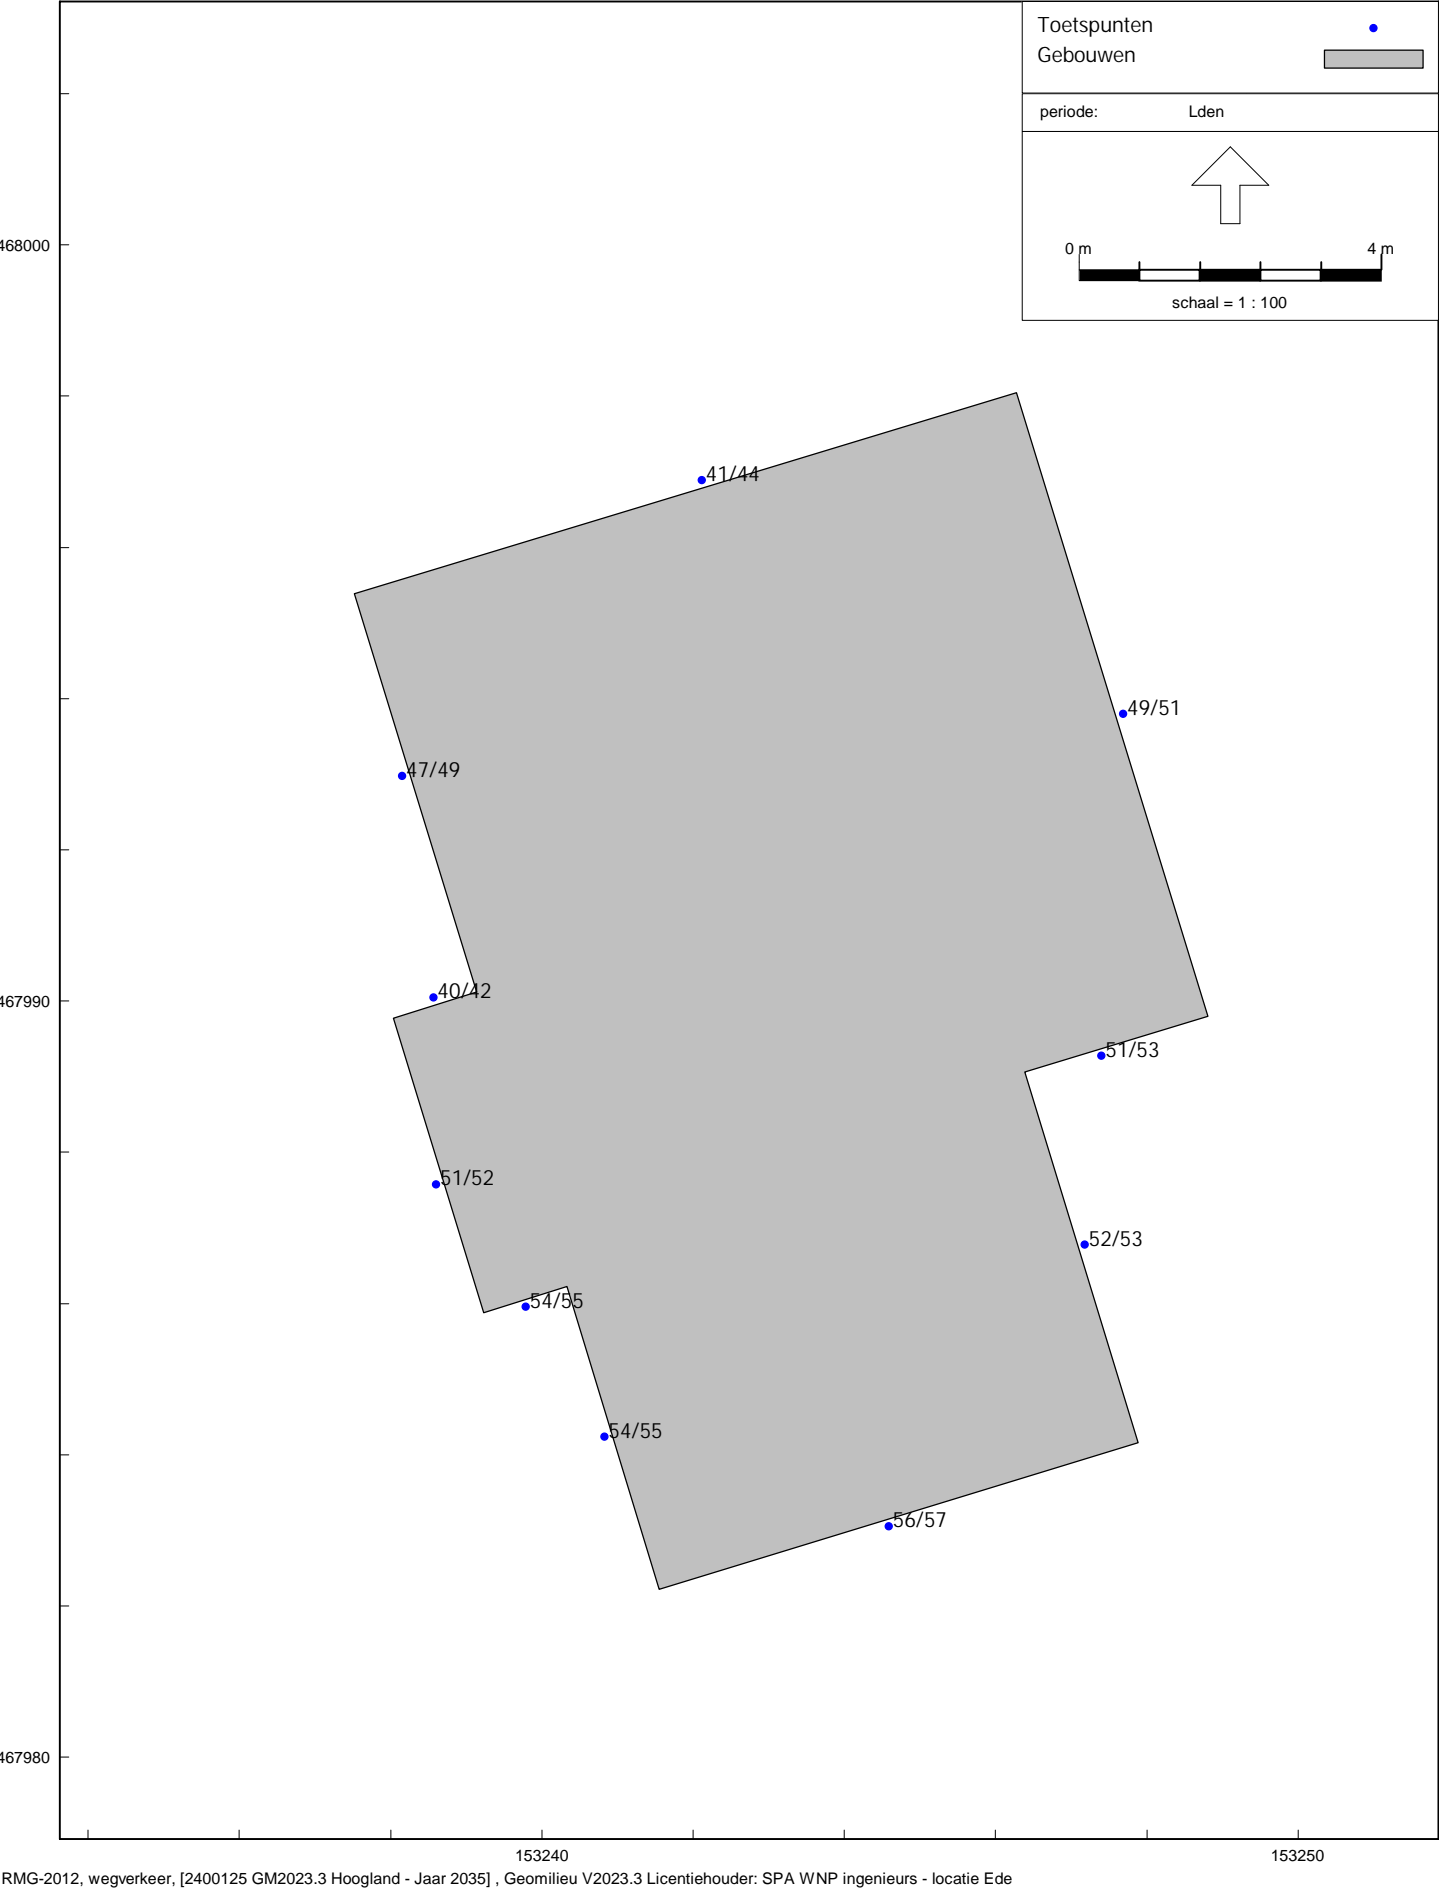 Toetspunten
Gebouwen
periode: Lden
0 m 4 m
schaal = 1 : 100
468000
41/44
49/51
47/49
40/42
467990
51/53
51/52
52/53
54/55
54/55
56/57
467980
153240 153250
RMG-2012, wegverkeer, [2400125 GM2023.3 Hoogland - Jaar 2035] , Geomilieu V2023.3 Licentiehouder: SPA WNP ingenieurs - locatie Ede